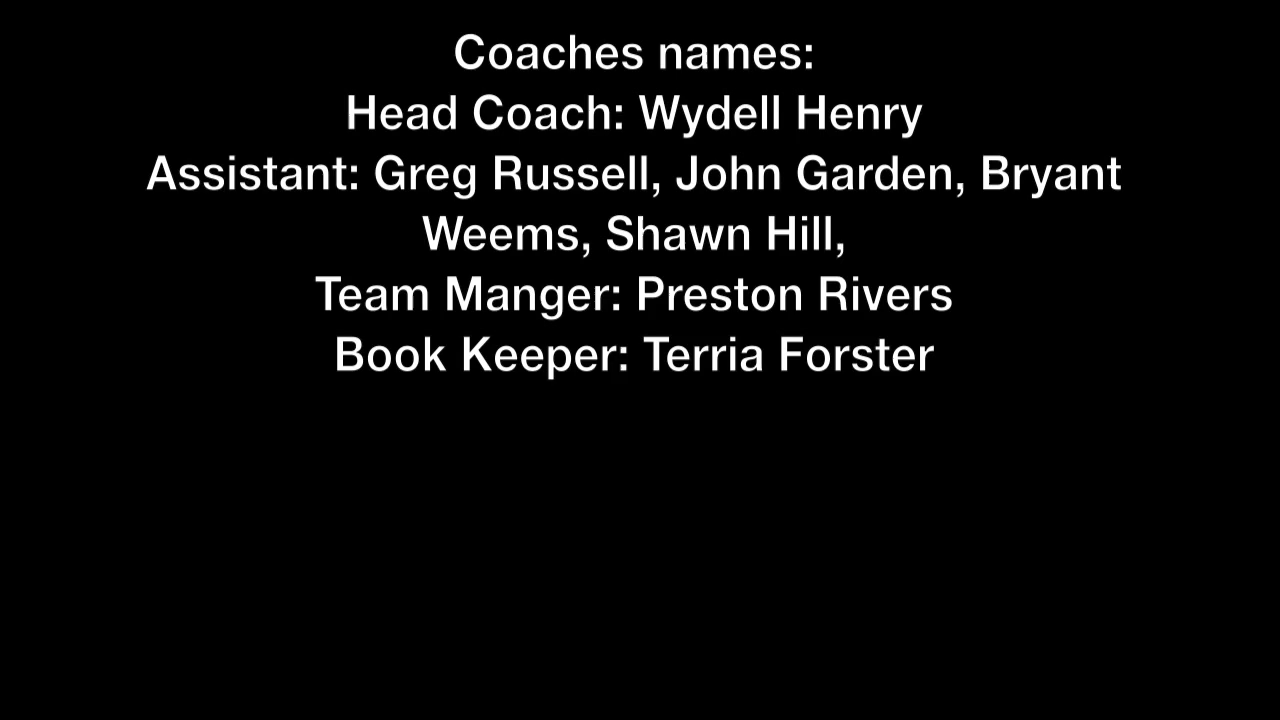 Coaches names:
Head Coach: Wydell Henry
Assistant: Greg Russell, John Garden, Bryant
Weems, Shawn Hill,
Team Manger: Preston Rivers
Book Keeper: Terria Forster